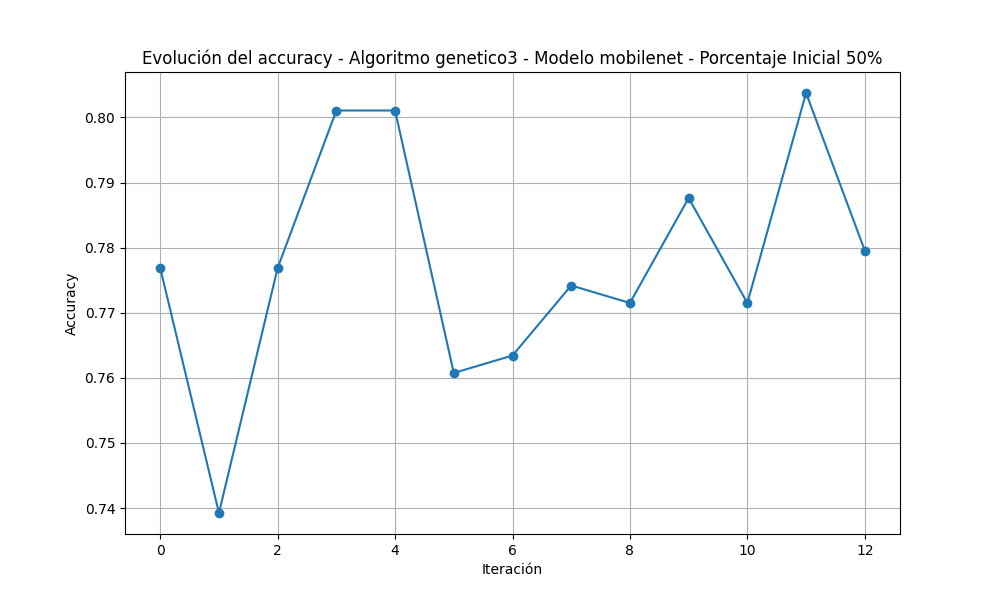 Evolución del accuracy - Algoritmo genetico3 - Modelo mobilenet - Porcentaje Inicial 50%
0.80
0.79
0.78
0.77
0.76
0.75
0.74
Accuracy
0 2 4 6 8 10 12
Iteración